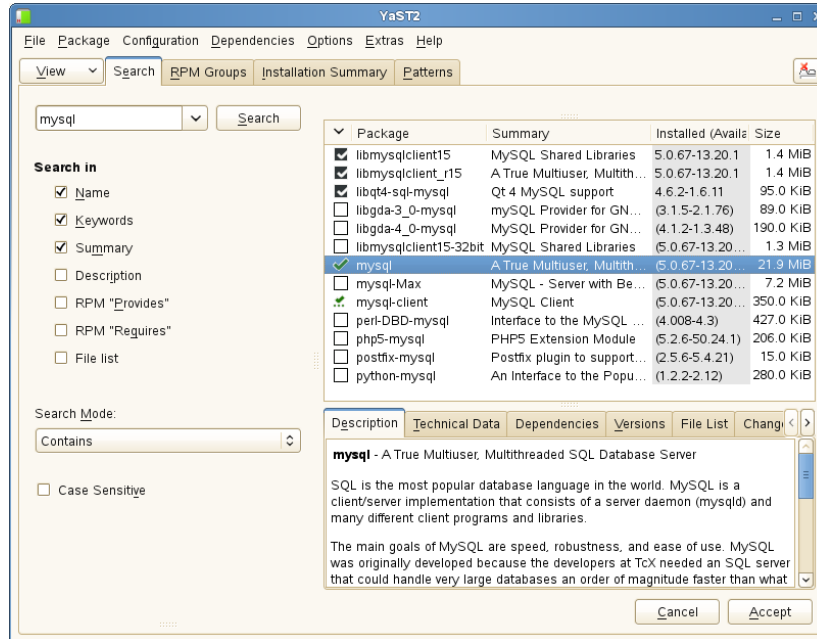 YaST2
File Package Configuration Dependencies Options Extras Help
View Search RPM Groups Installation Summary Patterns
mysql Search
Search in
Name
Keywords
Summary
Description
RPM "Provides"
RPM "Requires"
File list
Search Mode:
Contains
Case Sensitive
Package Summary Installed (Availa Size
libmysqlclient15 MySQL Shared Libraries 5.0.67-13.20.1 1.4 MiB
libmysqlclient_r15 A True Multiuser, Multith... 5.0.67-13.20.1 1.4 MiB
libqt4-sql-mysql Qt 4 MySQL support 4.6.2-1.6.11 95.0 KiB
libgda-3_0-mysql mySQL Provider for GN... (3.1.5-2.1.76) 89.0 KiB
libgda-4_0-mysql mySQL Provider for GN... (4.1.2-1.3.48) 190.0 KiB
libmysqlclient15-32bit MySQL Shared Libraries (5.0.67-13.20... 1.3 MiB
mysql A True Multiuser, Multith... (5.0.67-13.20... 21.9 MiB
mysql-Max MySQL - Server with Be... (5.0.67-13.20... 7.2 MiB
mysql-client MySQL Client (5.0.67-13.20... 350.0 KiB
perl-DBD-mysql Interface to the MySQL ... (4.008-4.3) 427.0 KiB
php5-mysql PHP5 Extension Module (5.2.6-50.24.1) 206.0 KiB
postfix-mysql Postfix plugin to support... (2.5.6-5.4.21) 15.0 KiB
python-mysql An Interface to the Popu... (1.2.2-2.12) 280.0 KiB
Description Technical Data Dependencies Versions File List Chang
mysql - A True Multiuser, Multithreaded SQL Database Server
SQL is the most popular database language in the world. MySQL is a
client/server implementation that consists of a server daemon (mysqld) and
many different client programs and libraries.
The main goals of MySQL are speed, robustness, and ease of use. MySQL
was originally developed because the developers at TcX needed an SQL server
that could handle very large databases an order of magnitude faster than what
Cancel Accept